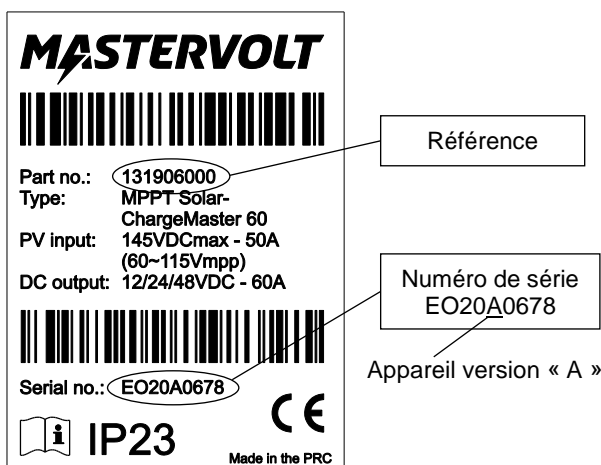 MASTERVOLT
Part no.: 131906000
Type: MPPT Solar-
ChargeMaster 60
PV input: 145VDCmax - 50A
(60~115Vmpp)
DC output: 12/24/48VDC - 60A
Serial no.: EO20A0678
i IP23
CE
Made in the PRC
Référence
Numéro de série
EO20A0678
Appareil version « A »